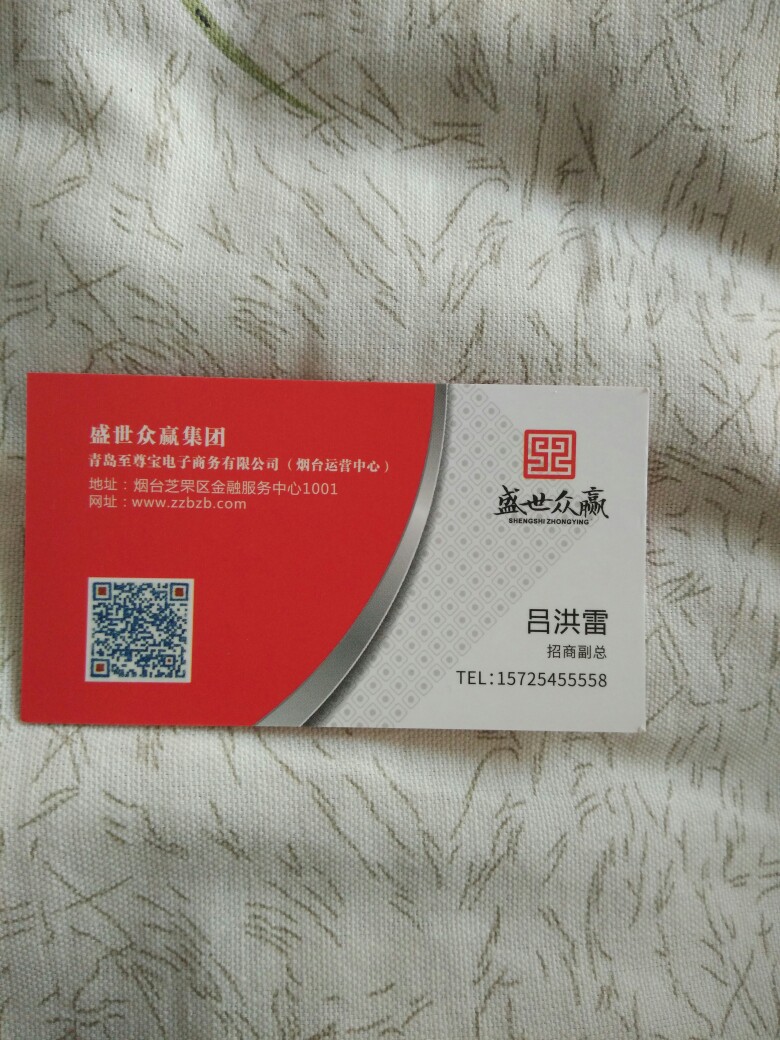 盛世众赢集团
青岛至尊宝电子商务有限公司（烟台运营中心）
地址：烟台芝罘区金融服务中心1001
网址：www.zzbzb.com
盛世众赢
SHENGSHI ZHONGYING
吕洪雷
招商副总
TEL:15725455558